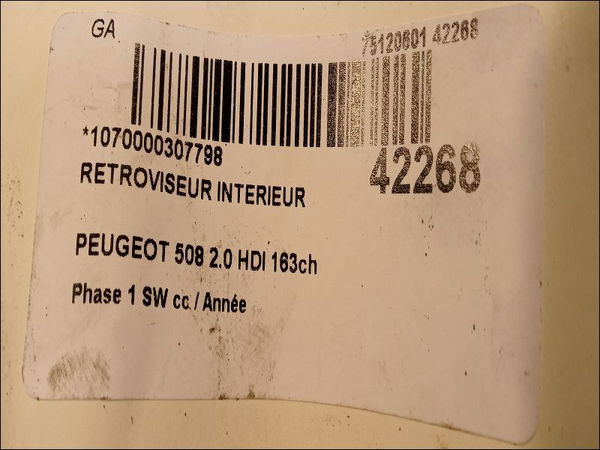 GA
75120601 42268
*1070000307798
42268
RETROVISEUR INTERIEUR
PEUGEOT 508 2.0 HDI 163ch
Phase 1 SW cc / Année